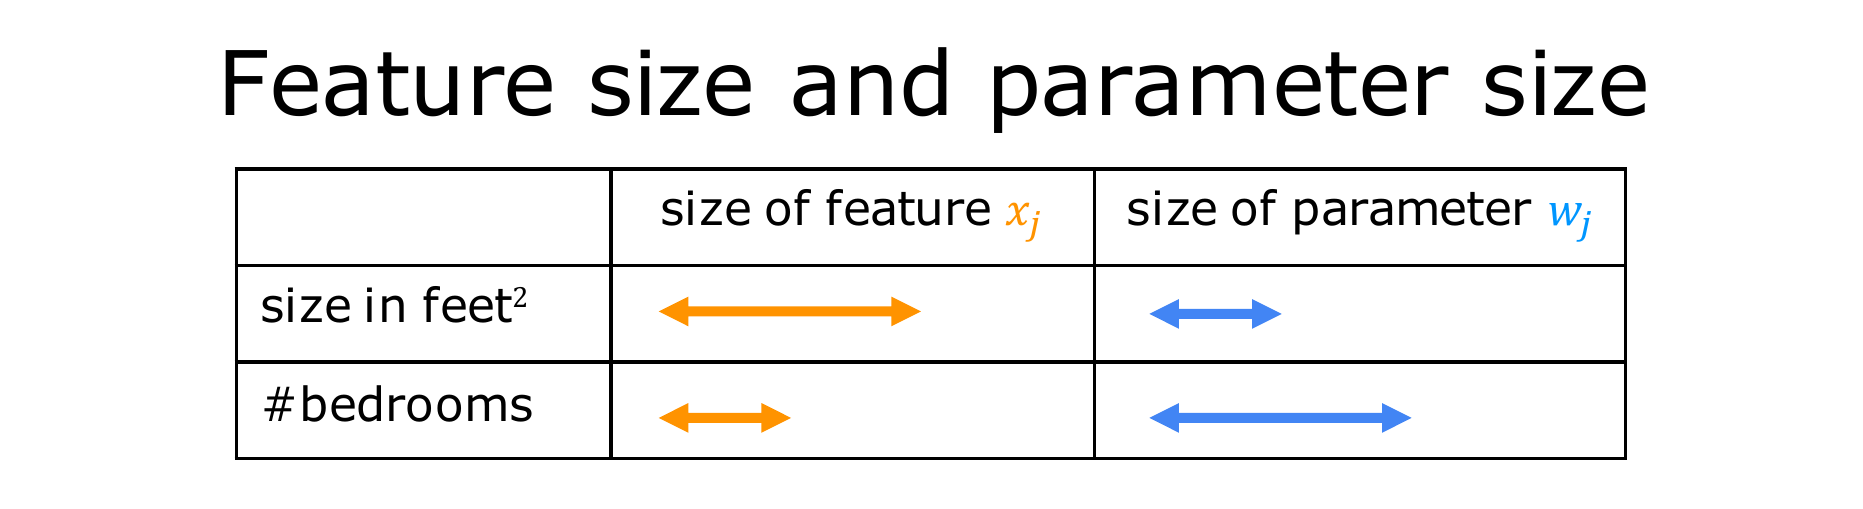 Feature size and parameter size
size of feature x_j
size of parameter w_j
size in feet²
#bedrooms